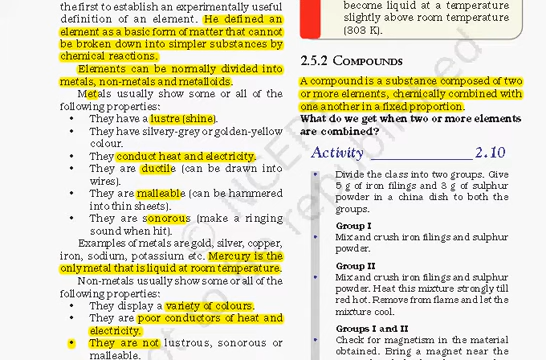 the first to establish an experimentally useful
definition of an element. He defined an
element as a basic form of matter that cannot
be broken down into simpler substances by
chemical reactions.
Elements can be normally divided into
metals, non-metals and metalloids.
Metals usually show some or all of the
following properties:
• They have a lustre (shine).
• They have silvery-grey or golden-yellow
colour.
• They conduct heat and electricity.
• They are ductile (can be drawn into
wires).
• They are malleable (can be hammered
into thin sheets).
• They are sonorous (make a ringing
sound when hit).
Examples of metals are gold, silver, copper,
iron, sodium, potassium etc. Mercury is the
only metal that is liquid at room temperature.
Non-metals usually show some or all of the
following properties:
• They display a variety of colours.
• They are poor conductors of heat and
electricity.
• They are not lustrous, sonorous or
malleable.
become liquid at a temperature
slightly above room temperature
(303 K).
2.5.2 COMPOUNDS
A compound is a substance composed of two
or more elements, chemically combined with
one another in a fixed proportion.
What do we get when two or more elements
are combined?
Activity ______________ 2.10
• Divide the class into two groups. Give
5 g of iron filings and 3 g of sulphur
powder in a china dish to both the
groups.
Group I
• Mix and crush iron filings and sulphur
powder.
Group II
• Mix and crush iron filings and sulphur
powder. Heat this mixture strongly till
red hot. Remove from flame and let the
mixture cool.
Groups I and II
• Check for magnetism in the material
obtained. Bring a magnet near the